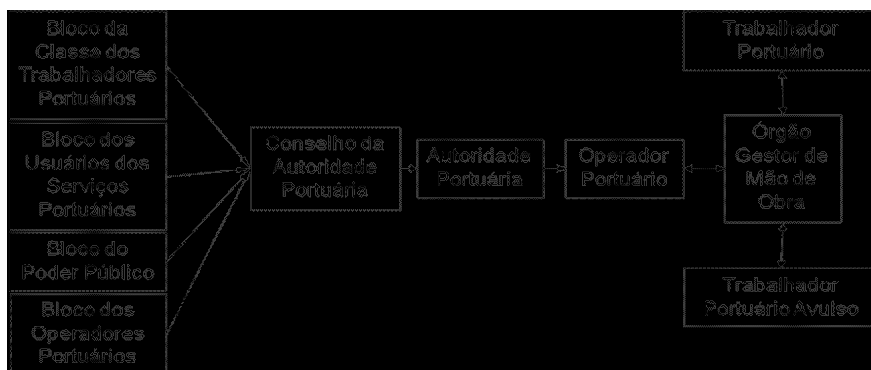 Bloco da
Classe dos
Trabalhadores
Portuários
Bloco dos
Usuários dos
Serviços
Portuários
Bloco do
Poder Público
Bloco dos
Operadores
Portuários
Conselho da
Autoridade
Portuária
Autoridade
Portuária
Operador
Portuário
Trabalhador
Portuário
Órgão
Gestor de
Mão de
Obra
Trabalhador
Portuário Avulso